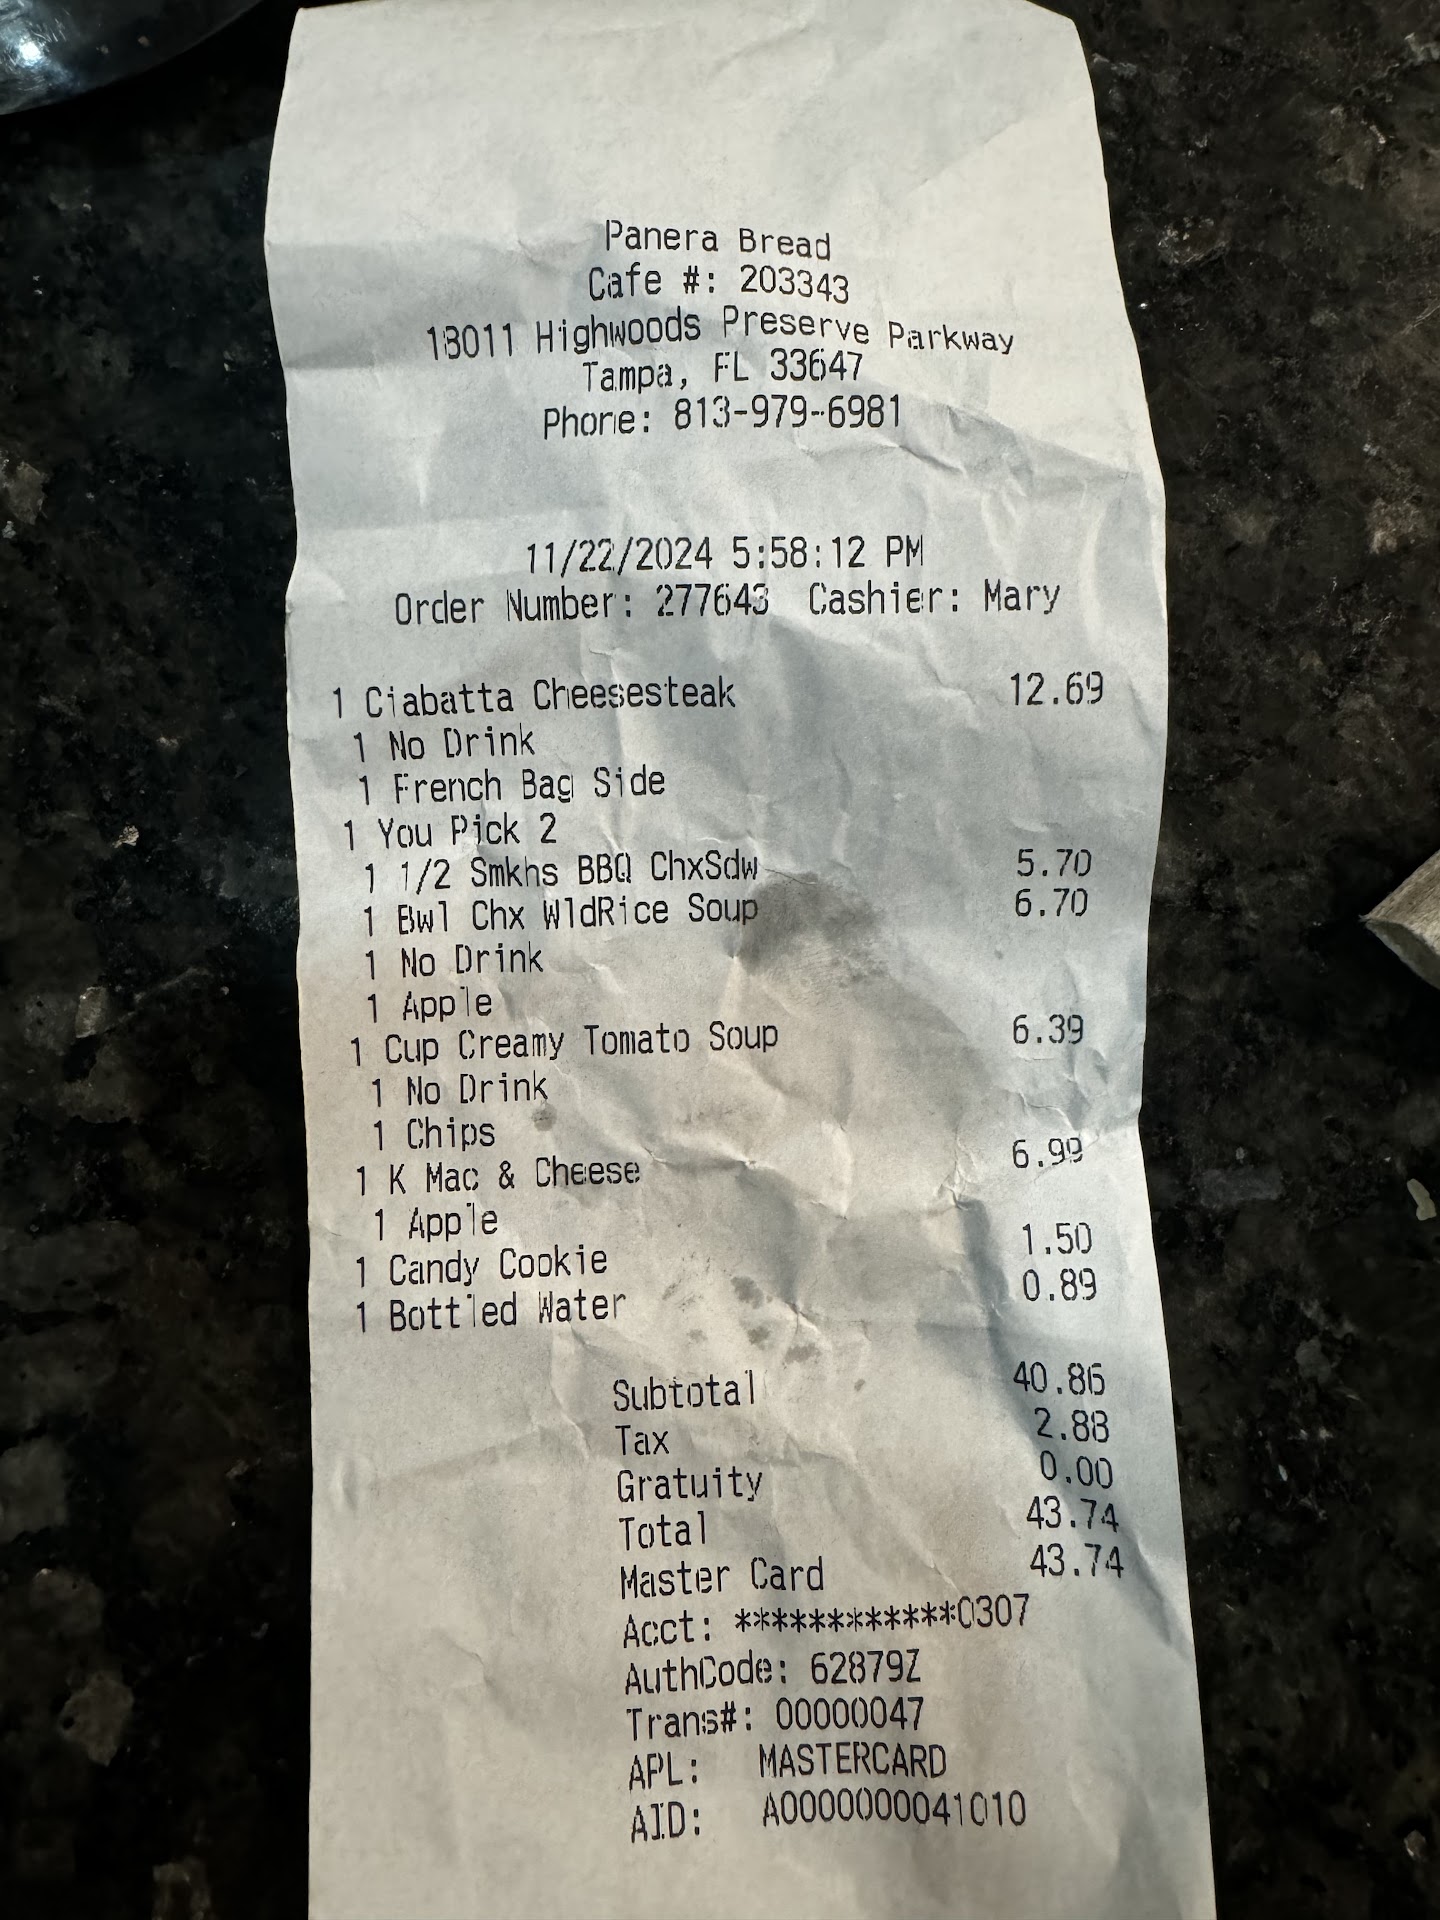 Panera Bread
Cafe #: 203343
18011 Highwoods Preserve Parkway
Tampa, FL 33647
Phone: 813-979-6981
11/22/2024 5:58:12 PM
Order Number: 277643 Cashier: Mary
1 Ciabatta Cheesesteak 12.69
1 No Drink
1 French Bag Side
1 You Pick 2
1 1/2 Smkhs BBQ ChxSdw 5.70
1 Bwl Chx WldRice Soup 6.70
1 No Drink
1 Apple
1 Cup Creamy Tomato Soup 6.39
1 No Drink
1 Chips
1 K Mac & Cheese 6.99
1 Apple
1 Candy Cookie 1.50
1 Bottled Water 0.89
Subtotal 40.86
Tax 2.88
Gratuity 0.00
Total 43.74
Master Card 43.74
Acct: ************0307
AuthCode: 62879Z
Trans#: 00000047
APL: MASTERCARD
AID: A0000000041010